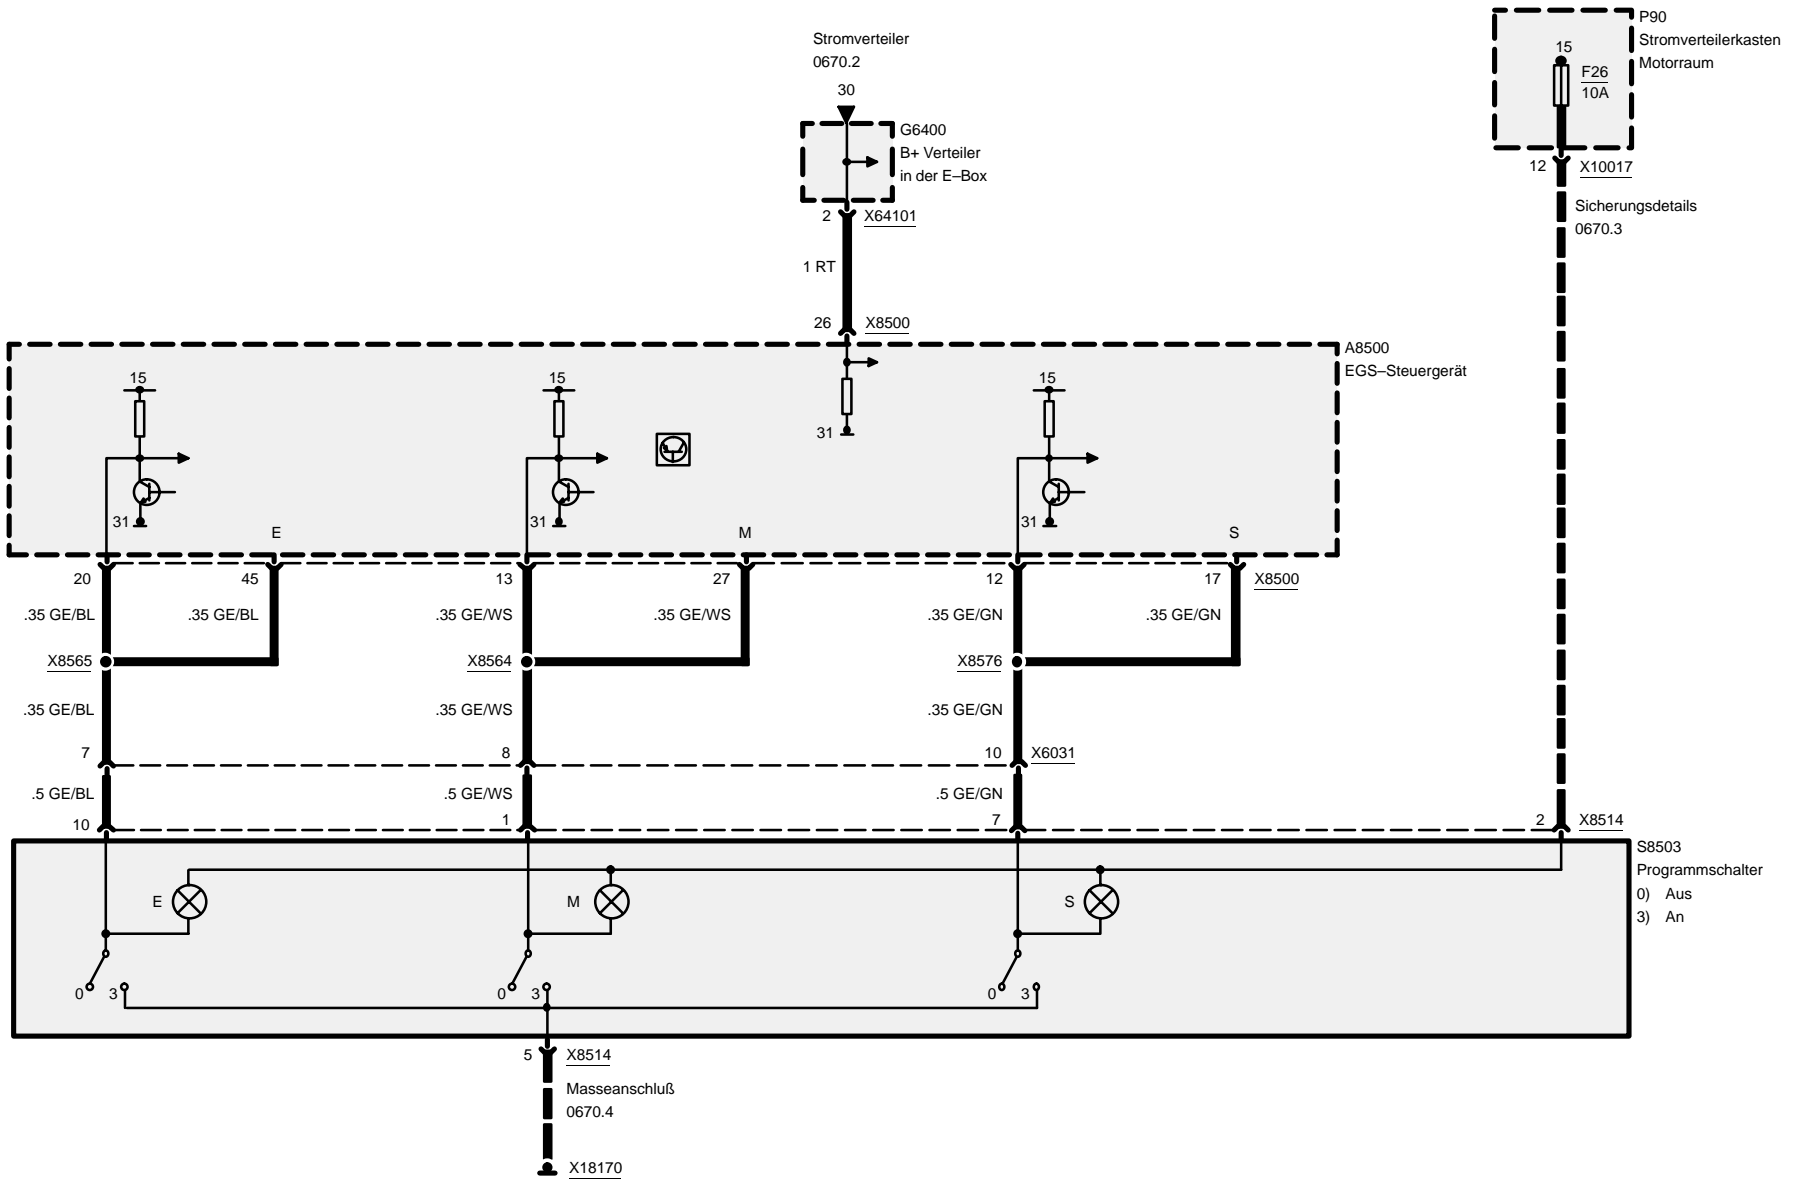 P90
Stromverteilerkasten
Motorraum
15
F26
10A
12 X10017
Sicherungsdetails
0670.3
Stromverteiler
0670.2
30
G6400
B+ Verteiler
in der E–Box
2 X64101
1 RT
26 X8500
A8500
EGS–Steuergerät
15 15 15
31
31 31 31
E M S
20 45 13 27 12 17 X8500
.35 GE/BL .35 GE/BL .35 GE/WS .35 GE/WS .35 GE/GN .35 GE/GN
X8565 X8564 X8576
.35 GE/BL .35 GE/WS .35 GE/GN
7 8 10 X6031
.5 GE/BL .5 GE/WS .5 GE/GN
10 1 7 2 X8514
S8503
Programmschalter
0) Aus
3) An
E M S
0 3 0 3 0 3
5 X8514
Masseanschluß
0670.4
X18170